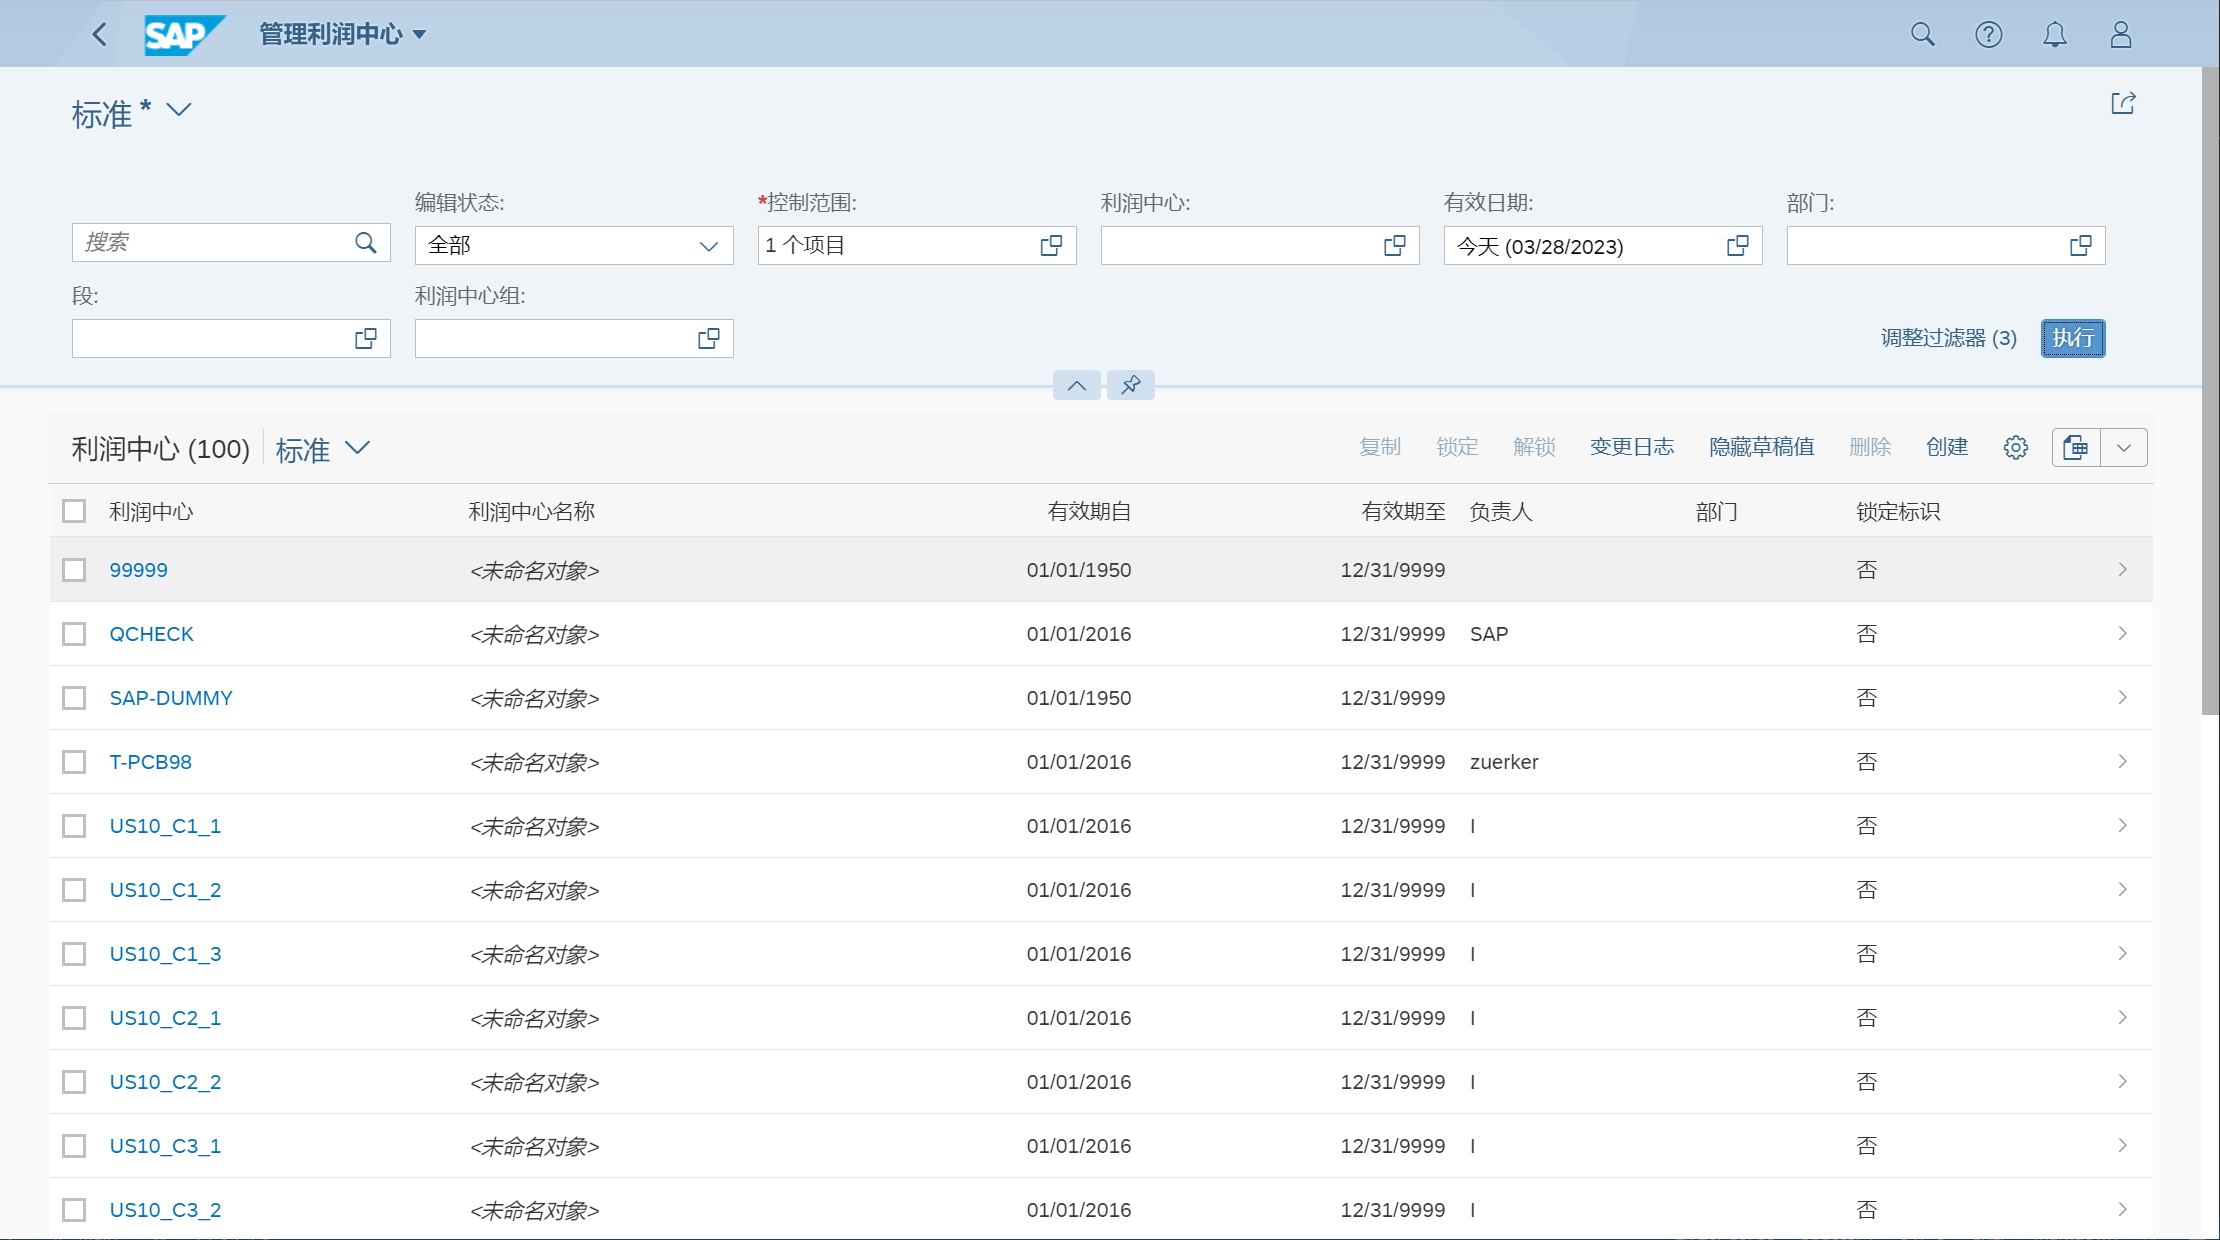 SAP 管理利润中心
标准 *
编辑状态: *控制范围: 利润中心: 有效日期: 部门:
搜索 全部 1 个项目 今天 (03/28/2023)
段: 利润中心组:
调整过滤器 (3) 执行
利润中心 (100) 标准 复制 锁定 解锁 变更日志 隐藏草稿值 删除 创建
利润中心 利润中心名称 有效期自 有效期至 负责人 部门 锁定标识
99999 <未命名对象> 01/01/1950 12/31/9999 否
QCHECK <未命名对象> 01/01/2016 12/31/9999 SAP 否
SAP-DUMMY <未命名对象> 01/01/1950 12/31/9999 否
T-PCB98 <未命名对象> 01/01/2016 12/31/9999 zuerker 否
US10_C1_1 <未命名对象> 01/01/2016 12/31/9999 I 否
US10_C1_2 <未命名对象> 01/01/2016 12/31/9999 I 否
US10_C1_3 <未命名对象> 01/01/2016 12/31/9999 I 否
US10_C2_1 <未命名对象> 01/01/2016 12/31/9999 I 否
US10_C2_2 <未命名对象> 01/01/2016 12/31/9999 I 否
US10_C3_1 <未命名对象> 01/01/2016 12/31/9999 I 否
US10_C3_2 <未命名对象> 01/01/2016 12/31/9999 I 否